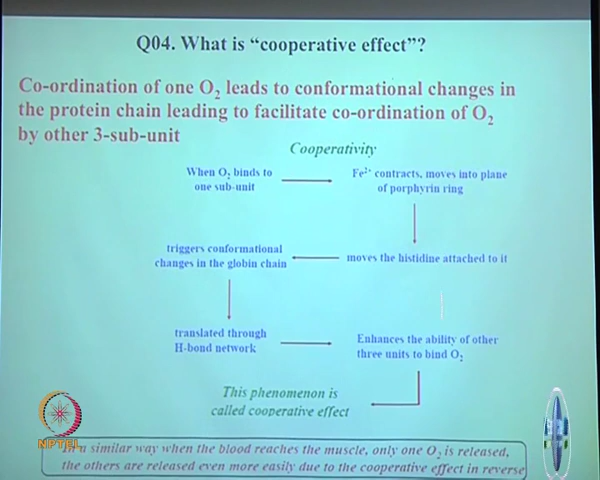 Q04. What is “cooperative effect”?
Co-ordination of one O₂ leads to conformational changes in
the protein chain leading to facilitate co-ordination of O₂
by other 3-sub-unit
Cooperativity
When O₂ binds to
one sub-unit
Fe²⁺ contracts, moves into plane
of porphyrin ring
triggers conformational
changes in the globin chain
moves the histidine attached to it
translated through
H-bond network
Enhances the ability of other
three units to bind O₂
This phenomenon is
called cooperative effect
In a similar way when the blood reaches the muscle, only one O₂ is released,
the others are released even more easily due to the cooperative effect in reverse
NPTEL